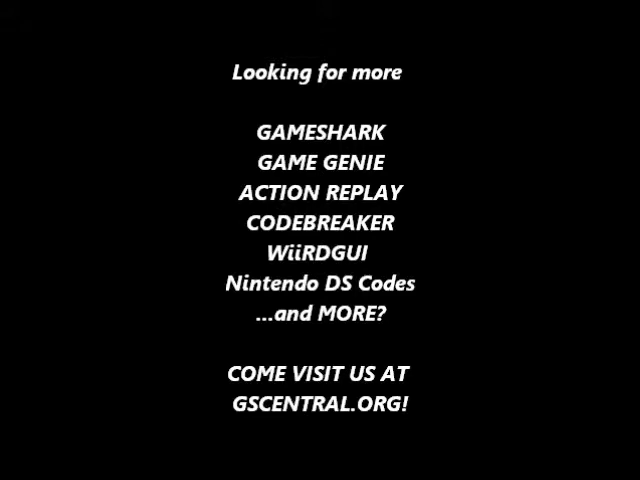 Looking for more
GAMESHARK
GAME GENIE
ACTION REPLAY
CODEBREAKER
WiiRDGUI
Nintendo DS Codes
...and MORE?
COME VISIT US AT
GSCENTRAL.ORG!